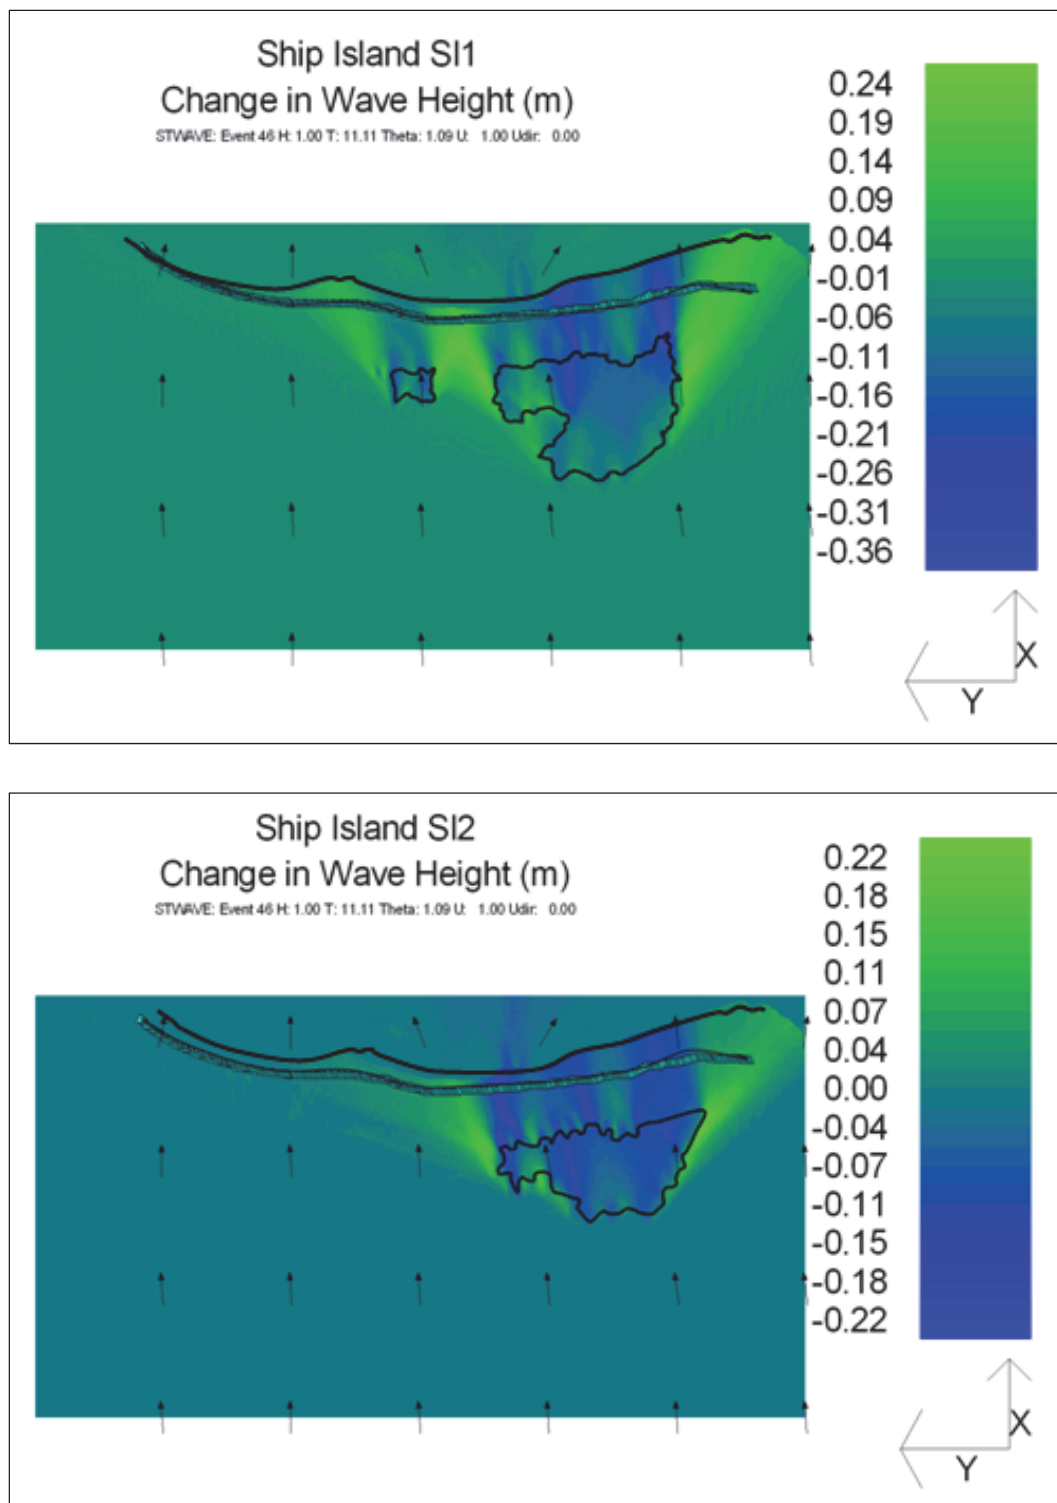 Ship Island SI1
Change in Wave Height (m)
STWAVE: Event 46 H: 1.00 T: 11.11 Theta: 1.09 U: 1.00 Udir: 0.00
0.24
0.19
0.14
0.09
0.04
-0.01
-0.06
-0.11
-0.16
-0.21
-0.26
-0.31
-0.36
X
Y
Ship Island SI2
Change in Wave Height (m)
STWAVE: Event 46 H: 1.00 T: 11.11 Theta: 1.09 U: 1.00 Udir: 0.00
0.22
0.18
0.15
0.11
0.07
0.04
0.00
-0.04
-0.07
-0.11
-0.15
-0.18
-0.22
X
Y